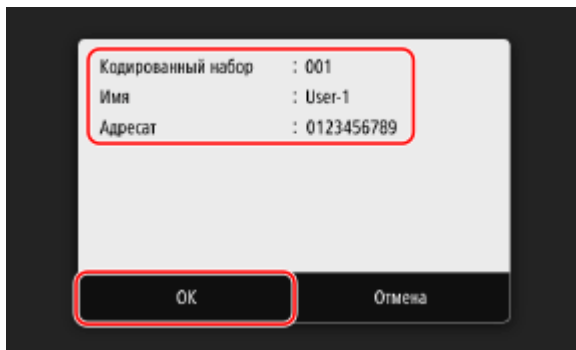 Кодированный набор : 001
Имя : User-1
Адресат : 0123456789
OK Отмена